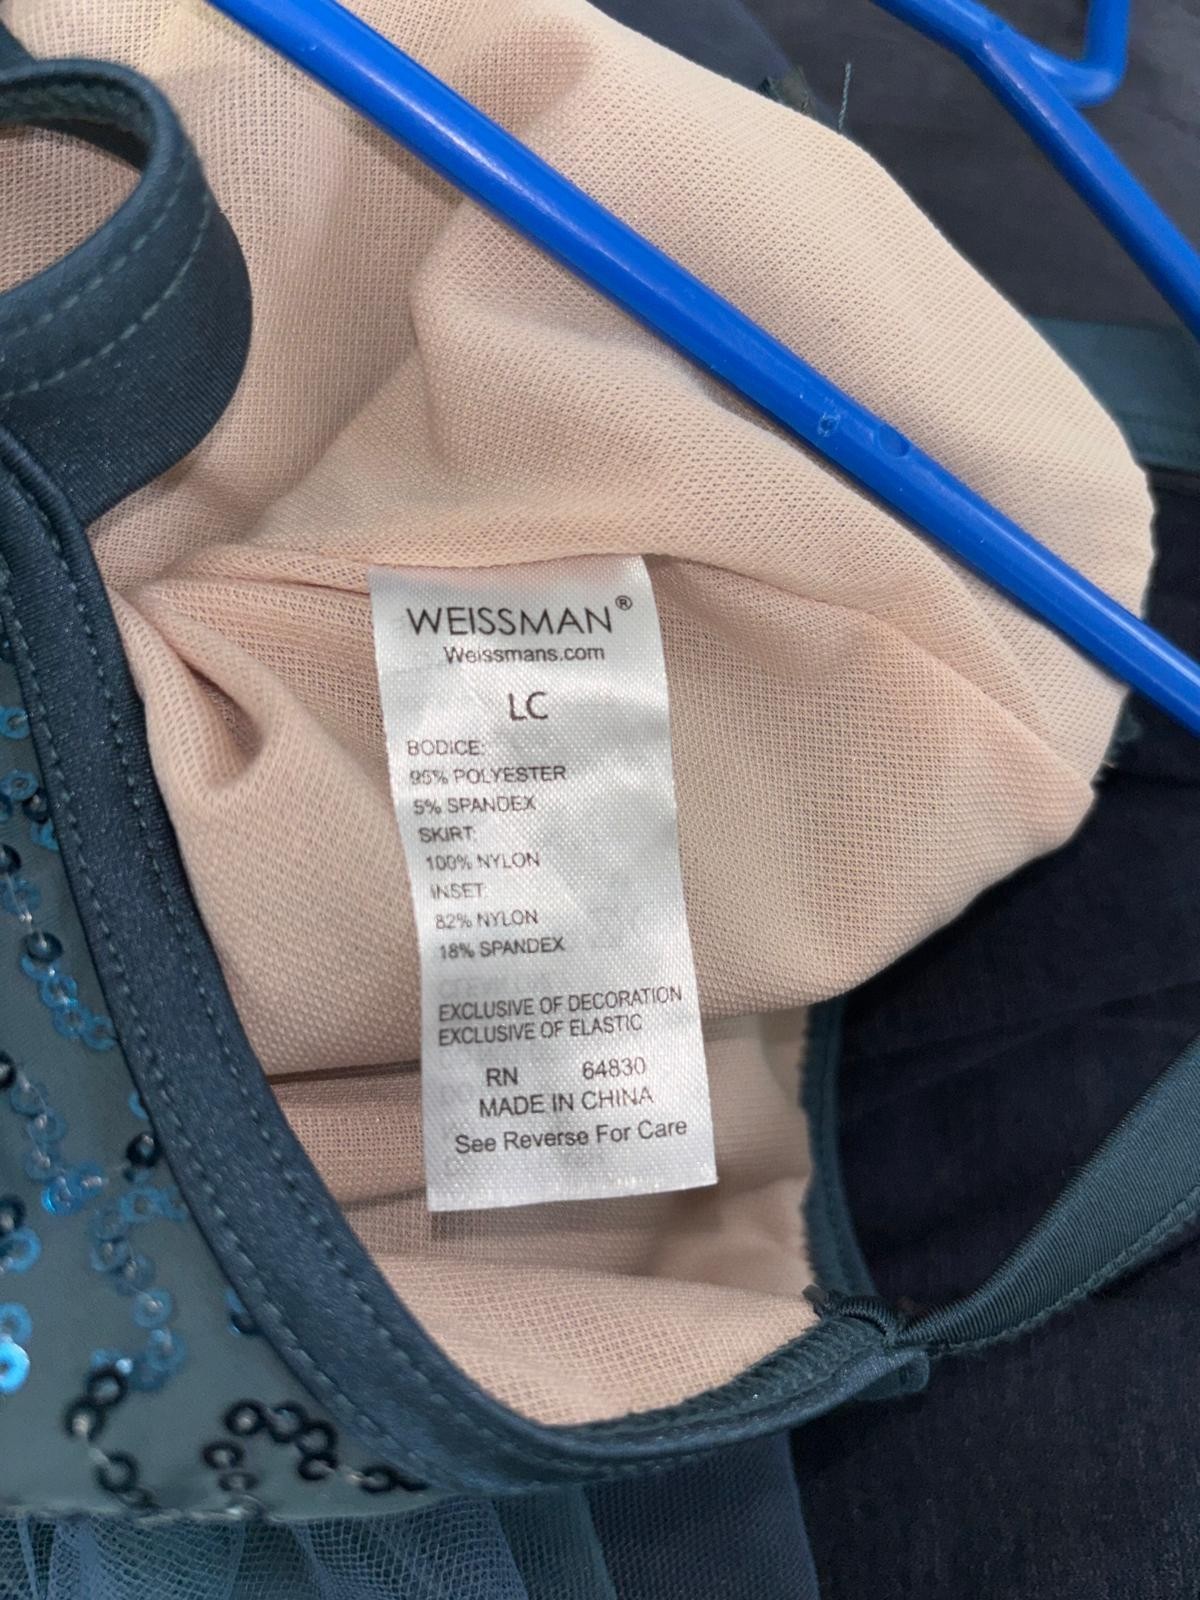 WEISSMAN®
Weissmans.com
LC
BODICE:
95% POLYESTER
5% SPANDEX
SKIRT:
100% NYLON
INSET:
82% NYLON
18% SPANDEX
EXCLUSIVE OF DECORATION
EXCLUSIVE OF ELASTIC
RN 64830
MADE IN CHINA
See Reverse For Care